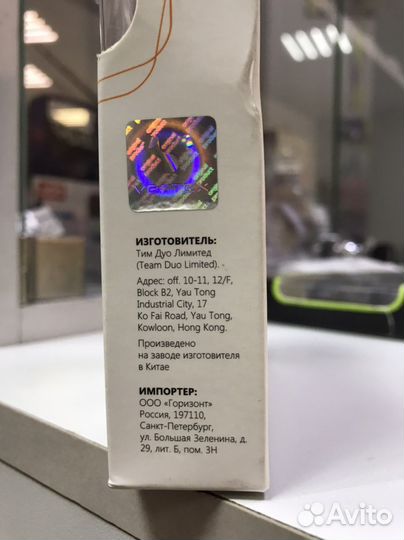 ИЗГОТОВИТЕЛЬ:
Тим Дуо Лимитед
(Team Duo Limited).
Адрес: off. 10-11, 12/F,
Block B2, Yau Tong
Industrial City, 17
Ko Fai Road, Yau Tong,
Kowloon, Hong Kong.
Произведено
на заводе изготовителя
в Китае
ИМПОРТЕР:
ООО «Горизонт»
Россия, 197110,
Санкт-Петербург,
ул. Большая Зеленина, д.
29, лит. Б, пом. 3Н
Avito